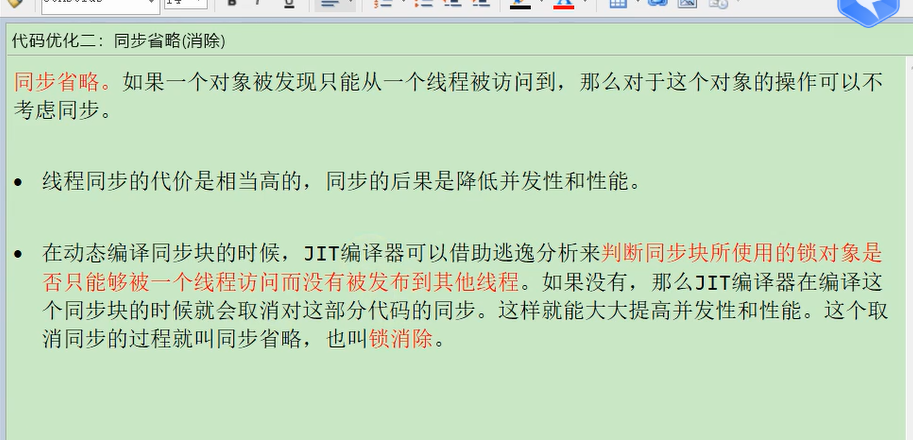 代码优化二：同步省略(消除)
同步省略。如果一个对象被发现只能从一个线程被访问到，那么对于这个对象的操作可以不
考虑同步。
• 线程同步的代价是相当高的，同步的后果是降低并发性和性能。
• 在动态编译同步块的时候，JIT编译器可以借助逃逸分析来判断同步块所使用的锁对象是
否只能够被一个线程访问而没有被发布到其他线程。如果没有，那么JIT编译器在编译这
个同步块的时候就会取消对这部分代码的同步。这样就能大大提高并发性和性能。这个取
消同步的过程就叫同步省略，也叫锁消除。